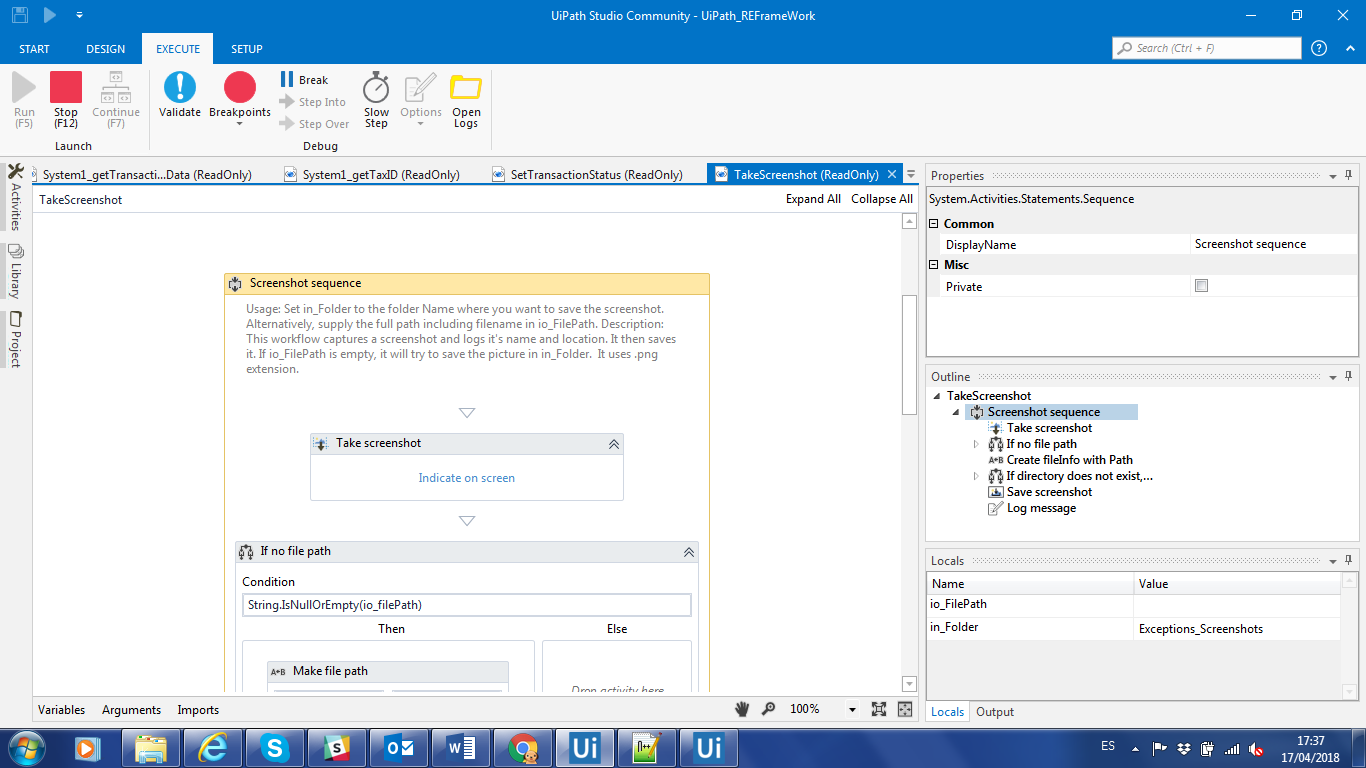 UiPath Studio Community - UiPath_REFrameWork
START DESIGN EXECUTE SETUP
Search (Ctrl + F)
Run (F5)
Stop (F12)
Continue (F7)
Launch
Validate
Breakpoints
Break
Step Into
Step Over
Slow Step
Options
Open Logs
Debug
System1_getTransacti...Data (ReadOnly)
System1_getTaxID (ReadOnly)
SetTransactionStatus (ReadOnly)
TakeScreenshot (ReadOnly)
Activities
Library
Project
TakeScreenshot
Expand All Collapse All
Screenshot sequence
Usage: Set in_Folder to the folder Name where you want to save the screenshot.
Alternatively, supply the full path including filename in io_FilePath. Description:
This workflow captures a screenshot and logs it's name and location. It then saves
it. If io_FilePath is empty, it will try to save the picture in in_Folder. It uses .png
extension.
Take screenshot
Indicate on screen
If no file path
Condition
String.IsNullOrEmpty(io_filePath)
Then Else
A+B Make file path
Drop activity here
Variables Arguments Imports
100%
Properties
System.Activities.Statements.Sequence
Common
DisplayName Screenshot sequence
Misc
Private
Outline
TakeScreenshot
Screenshot sequence
Take screenshot
If no file path
A+B Create fileInfo with Path
If directory does not exist,...
Save screenshot
Log message
Locals
Name Value
io_FilePath
in_Folder Exceptions_Screenshots
Locals Output
Ui
Ui
ES
17:37
17/04/2018